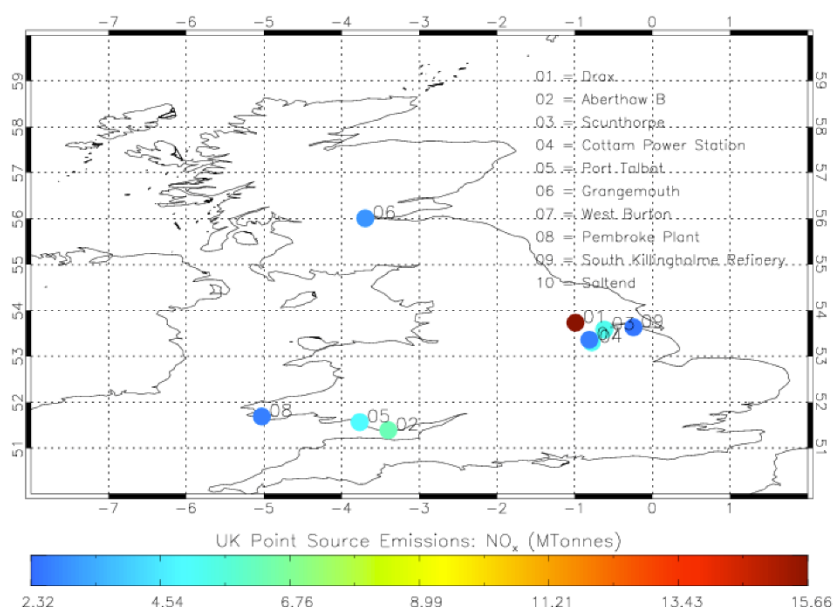 -7 -6 -5 -4 -3 -2 -1 0 1
59
58
57
56
55
54
53
52
51
59
58
57
56
55
54
53
52
51
01 = Drax
02 = Aberthaw B
03 = Scunthorpe
04 = Cottam Power Station
05 = Port Talbot
06 = Grangemouth
07 = West Burton
08 = Pembroke Plant
09 = South Killingholme Refinery
10 = Saltend
06
01
03
09
04
08
05
02
-7 -6 -5 -4 -3 -2 -1 0 1
UK Point Source Emissions: NOx (MTonnes)
2.32 4.54 6.76 8.99 11.21 13.43 15.66